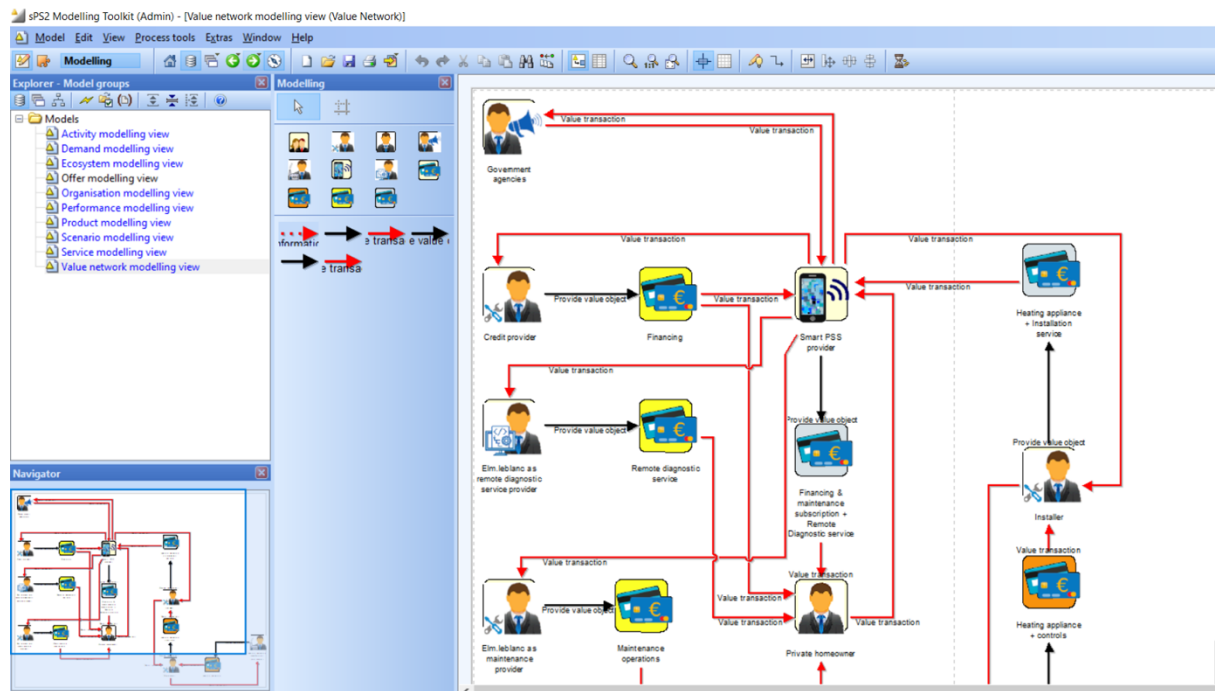 sPS2 Modelling Toolkit (Admin) - [Value network modelling view (Value Network)]
Model Edit View Process tools Extras Window Help
Modelling
Explorer - Model groups
Modelling
Models
Activity modelling view
Demand modelling view
Ecosystem modelling view
Offer modelling view
Organisation modelling view
Performance modelling view
Product modelling view
Scenario modelling view
Service modelling view
Value network modelling view
nformatic
e transa
e value
e transa
Navigator
Value transaction
Value transaction
Government
agencies
Value transaction
Value transaction
Value transaction
Provide value object
Value transaction
Credit provider
Financing
Smart PSS
provider
Heating appliance
+ Installation
service
Value transaction
Provide value object
Provide value object
Provide value object
Elm.leblanc as
remote diagnostic
service provider
Remote diagnostic
service
Financing &
maintenance
subscription +
Remote
Diagnostic service
Installer
Value transaction
Value transaction
Value transaction
Value transaction
Provide value object
Value transaction
Value transaction
Heating appliance
+ controls
Elm.leblanc as
maintenance
provider
Maintenance
operations
Private homeowner